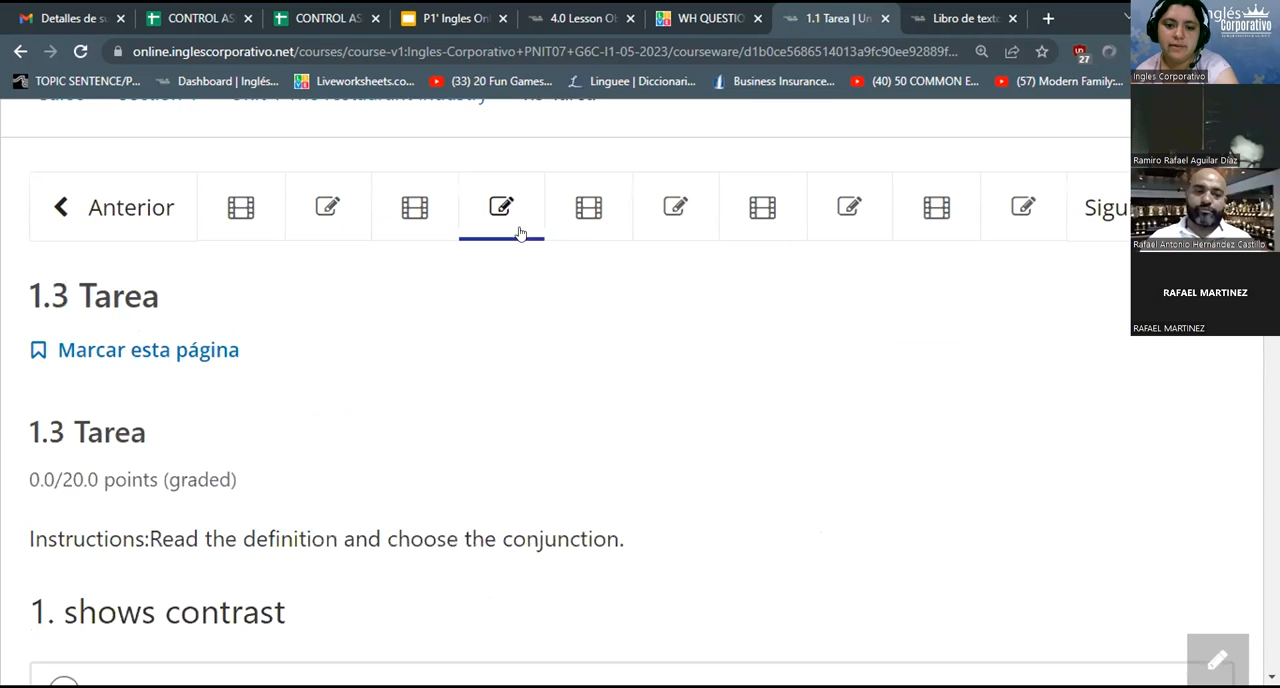 Detalles de su
CONTROL AS
CONTROL AS
P1' Ingles Onl
4.0 Lesson Ob
WH QUESTIO
1.1 Tarea | Un
Libro de texto
online.inglescorporativo.net/courses/course-v1:Ingles-Corporativo+PNIT07+G6C-I1-05-2023/courseware/d1b0ce5686514013a9fc90ee92889f...
27
TOPIC SENTENCE/P...
Dashboard | Inglés...
Liveworksheets.co...
(33) 20 Fun Games...
Linguee | Diccionari...
Business Insurance...
(40) 50 COMMON E...
(57) Modern Family:...
Inglés
Corporativo
Ingles Corporativo
Ramiro Rafael Aguilar Díaz
Rafael Antonio Hernandez Castillo
RAFAEL MARTINEZ
RAFAEL MARTINEZ
Anterior
Sigu
1.3 Tarea
Marcar esta página
1.3 Tarea
0.0/20.0 points (graded)
Instructions:Read the definition and choose the conjunction.
1. shows contrast